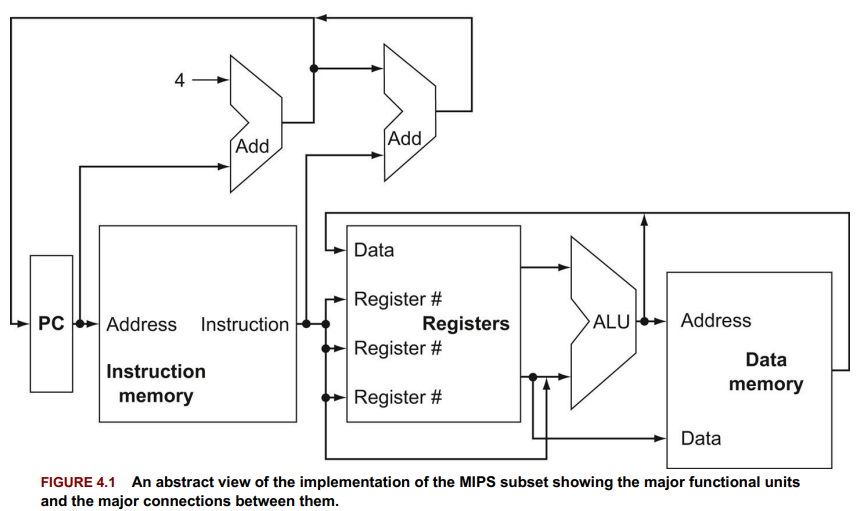 4
Add
Add
Data
Register #
Registers
Register #
Register #
PC
Address
Instruction
Instruction
memory
ALU
Address
Data
memory
Data
FIGURE 4.1 An abstract view of the implementation of the MIPS subset showing the major functional units
and the major connections between them.